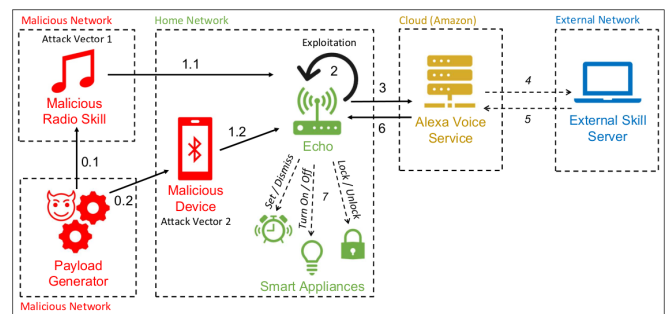 Malicious Network
Attack Vector 1
Malicious
Radio Skill
0.1
0.2
Payload
Generator
Malicious Network
Home Network
1.1
1.2
Malicious
Device
Attack Vector 2
Exploitation
2
Echo
Set / Dismiss
Turn On / Off
7
Lock / Unlock
Smart Appliances
3
6
Cloud (Amazon)
Alexa Voice
Service
4
5
External Network
External Skill
Server